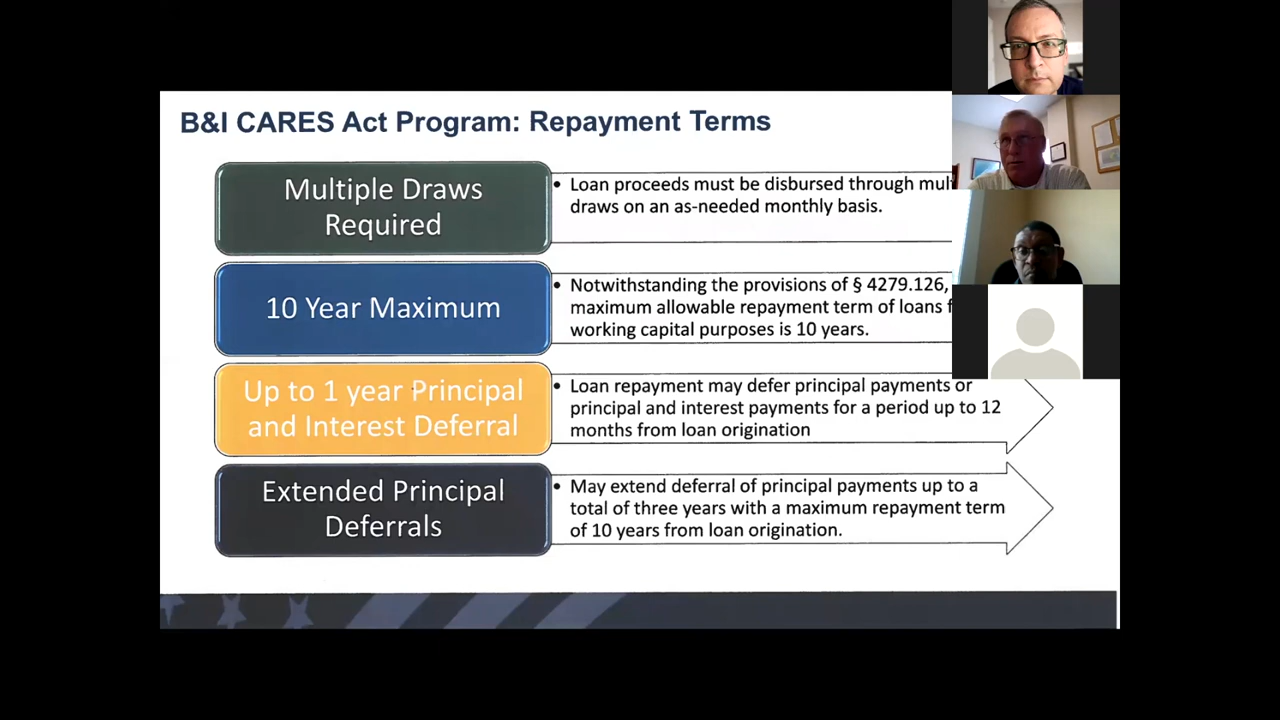 B&I CARES Act Program: Repayment Terms
Multiple Draws
Required
• Loan proceeds must be disbursed through
draws on an as-needed monthly basis.
10 Year Maximum
• Notwithstanding the provisions of § 4279.126,
maximum allowable repayment term of loans
working capital purposes is 10 years.
Up to 1 year Principal
and Interest Deferral
• Loan repayment may defer principal payments or
principal and interest payments for a period up to 12
months from loan origination
Extended Principal
Deferrals
• May extend deferral of principal payments up to a
total of three years with a maximum repayment term
of 10 years from loan origination.